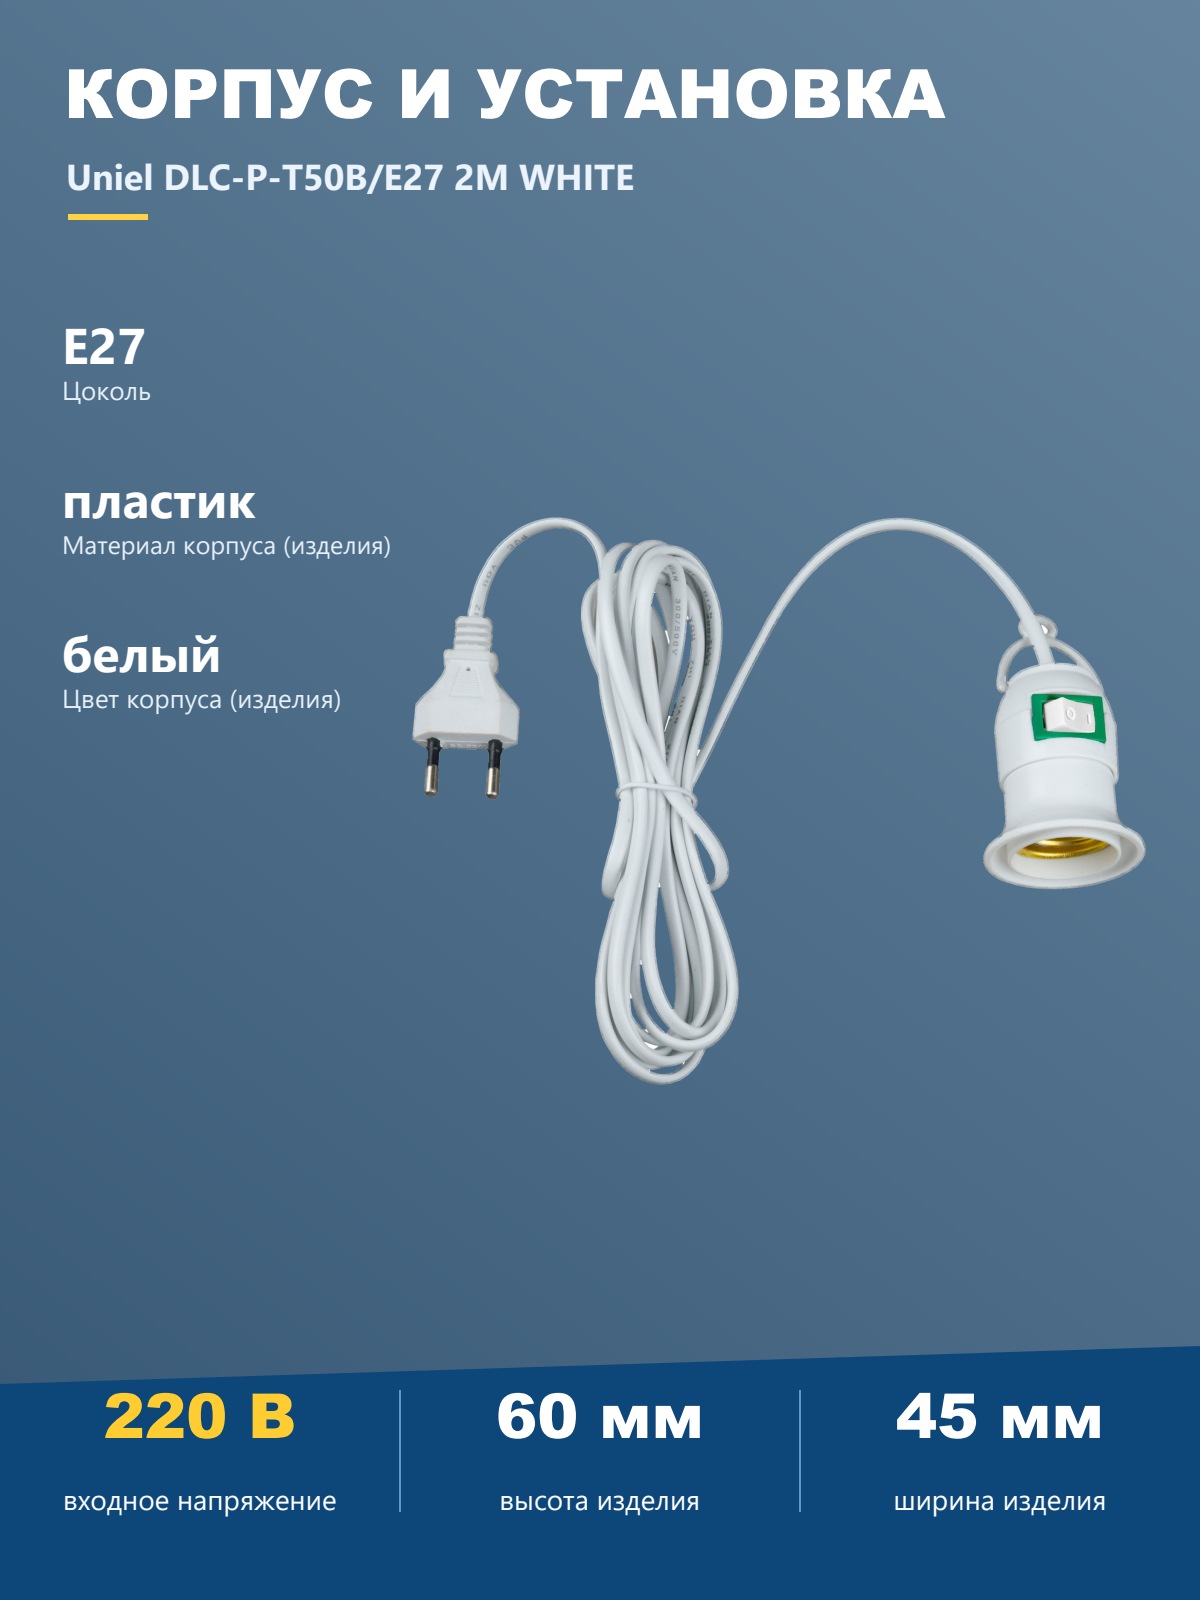 КОРПУС И УСТАНОВКА
Uniel DLC-P-T50B/E27 2M WHITE
E27
Цоколь
пластик
Материал корпуса (изделия)
белый
Цвет корпуса (изделия)
220 В
входное напряжение
60 мм
высота изделия
45 мм
ширина изделия